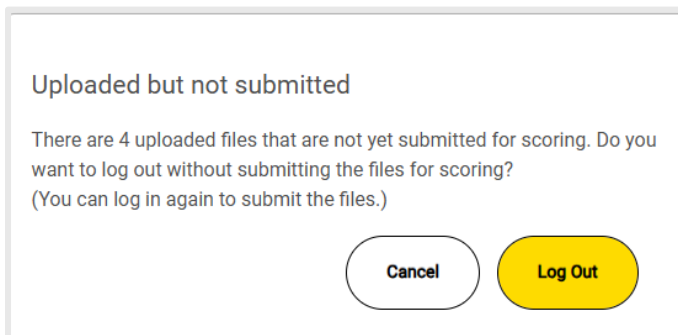 Uploaded but not submitted
There are 4 uploaded files that are not yet submitted for scoring. Do you
want to log out without submitting the files for scoring?
(You can log in again to submit the files.)
Cancel Log Out